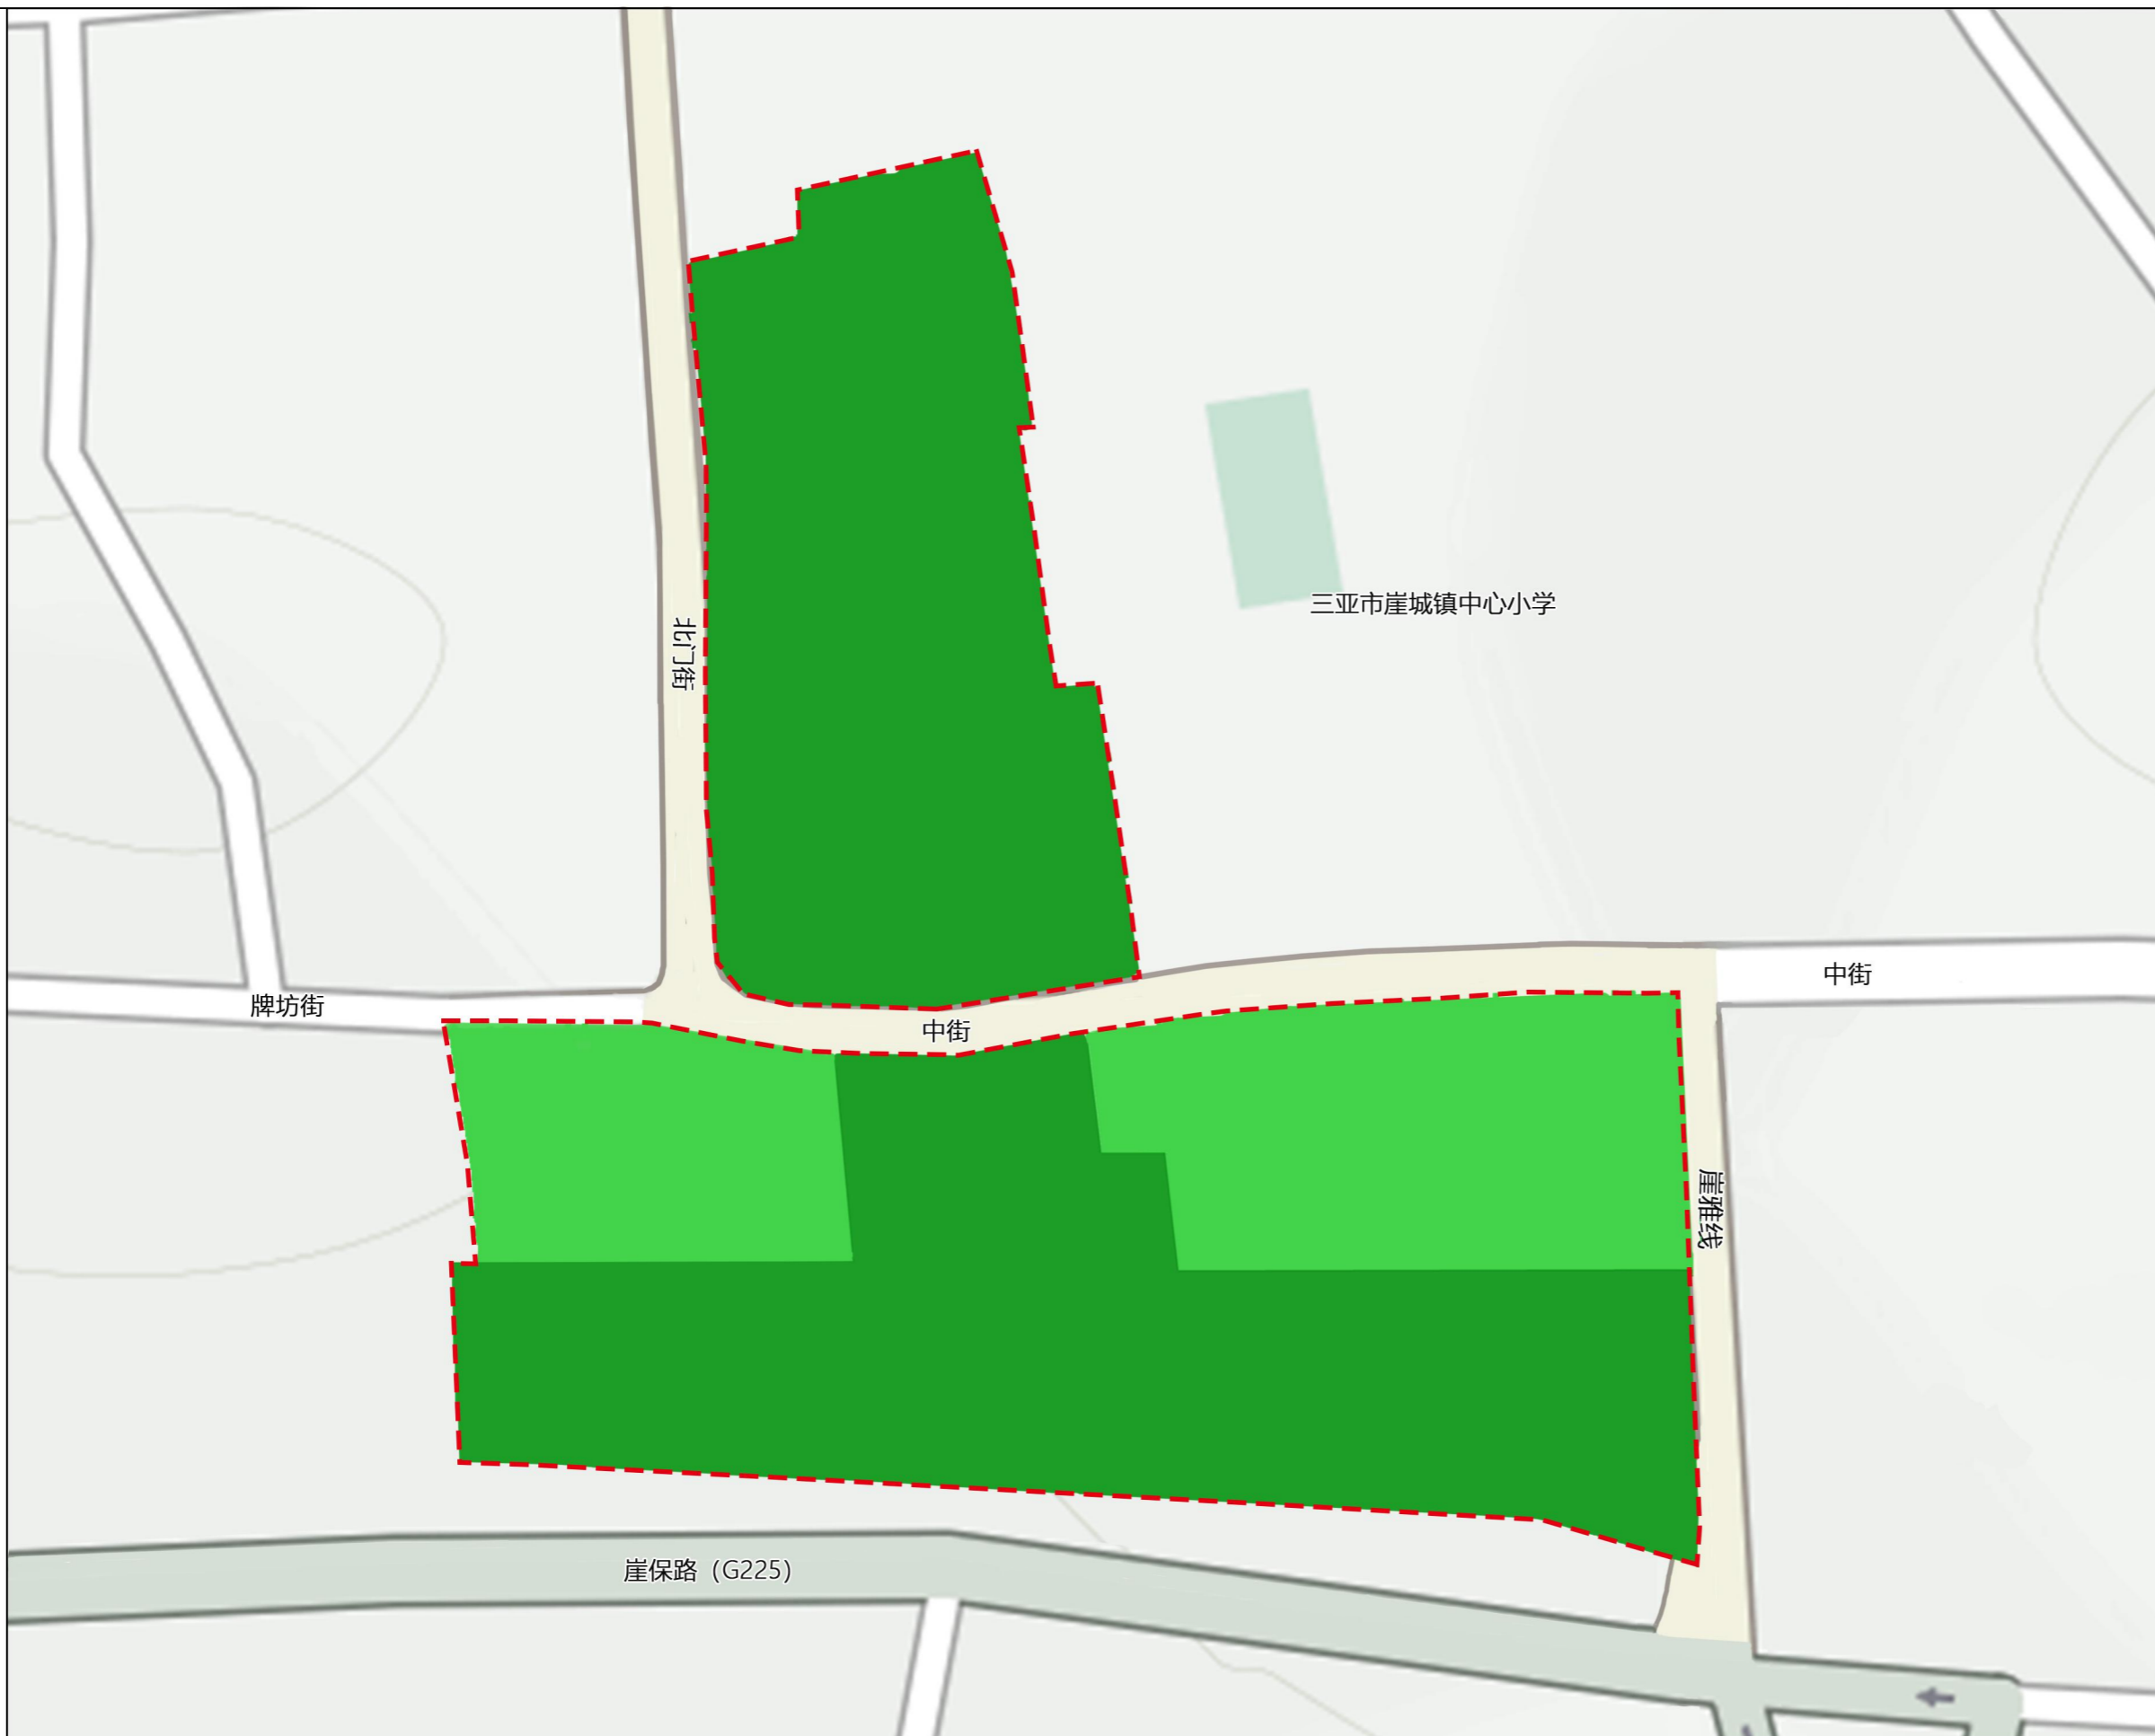 三亚市崖城镇中心小学
北门街
中街
牌坊街
中街
崖雅线
崖保路（G225）